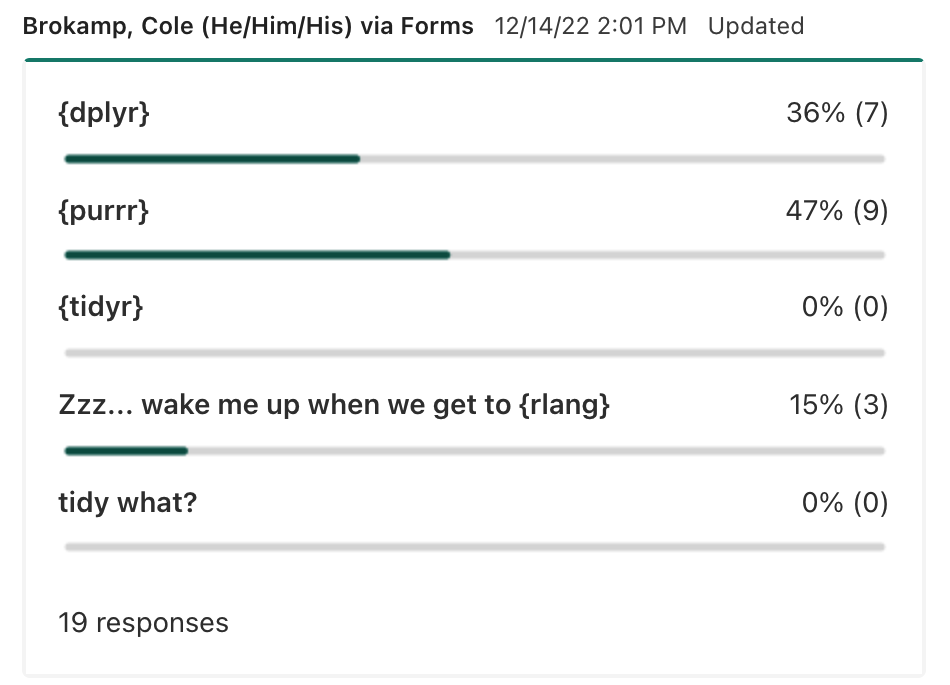 Brokamp, Cole (He/Him/His) via Forms 12/14/22 2:01 PM Updated
{dplyr} 36% (7)
{purrr} 47% (9)
{tidyr} 0% (0)
Zzz... wake me up when we get to {rlang} 15% (3)
tidy what? 0% (0)
19 responses